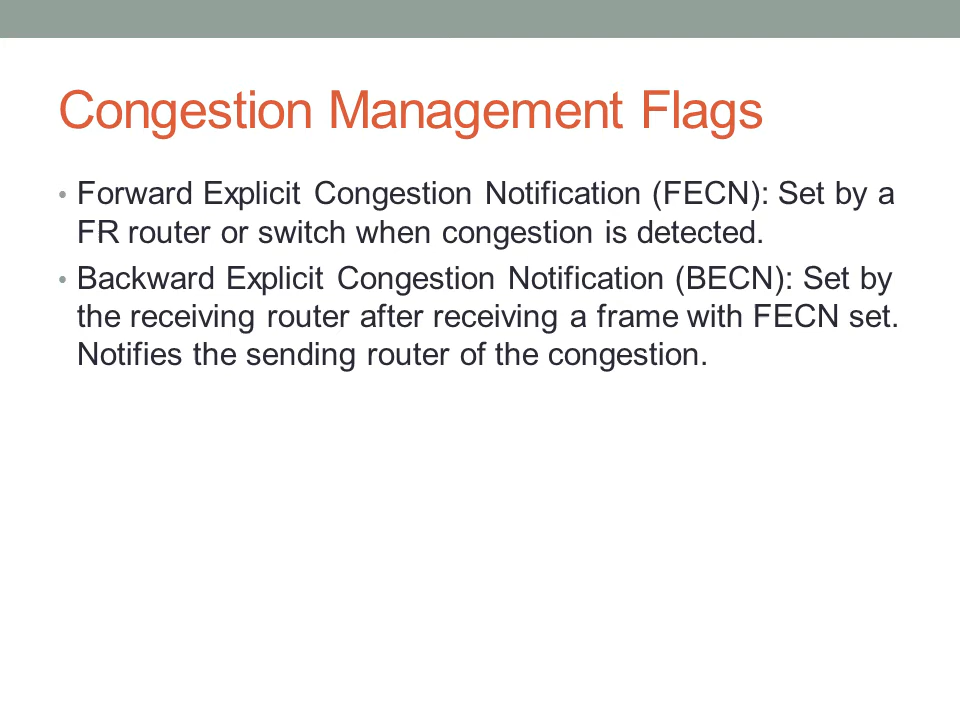 Congestion Management Flags
• Forward Explicit Congestion Notification (FECN): Set by a
FR router or switch when congestion is detected.
• Backward Explicit Congestion Notification (BECN): Set by
the receiving router after receiving a frame with FECN set.
Notifies the sending router of the congestion.